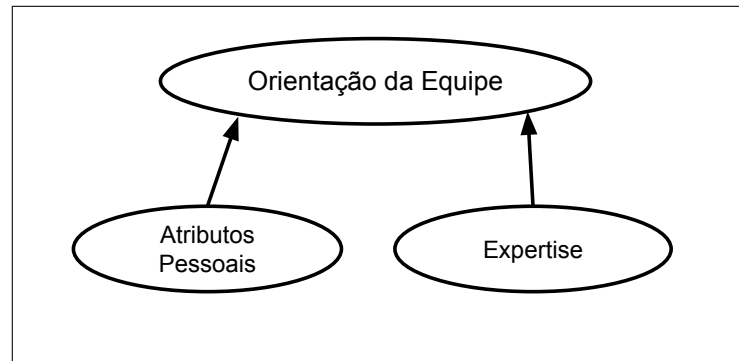 Orientação da Equipe
Atributos
Pessoais
Expertise